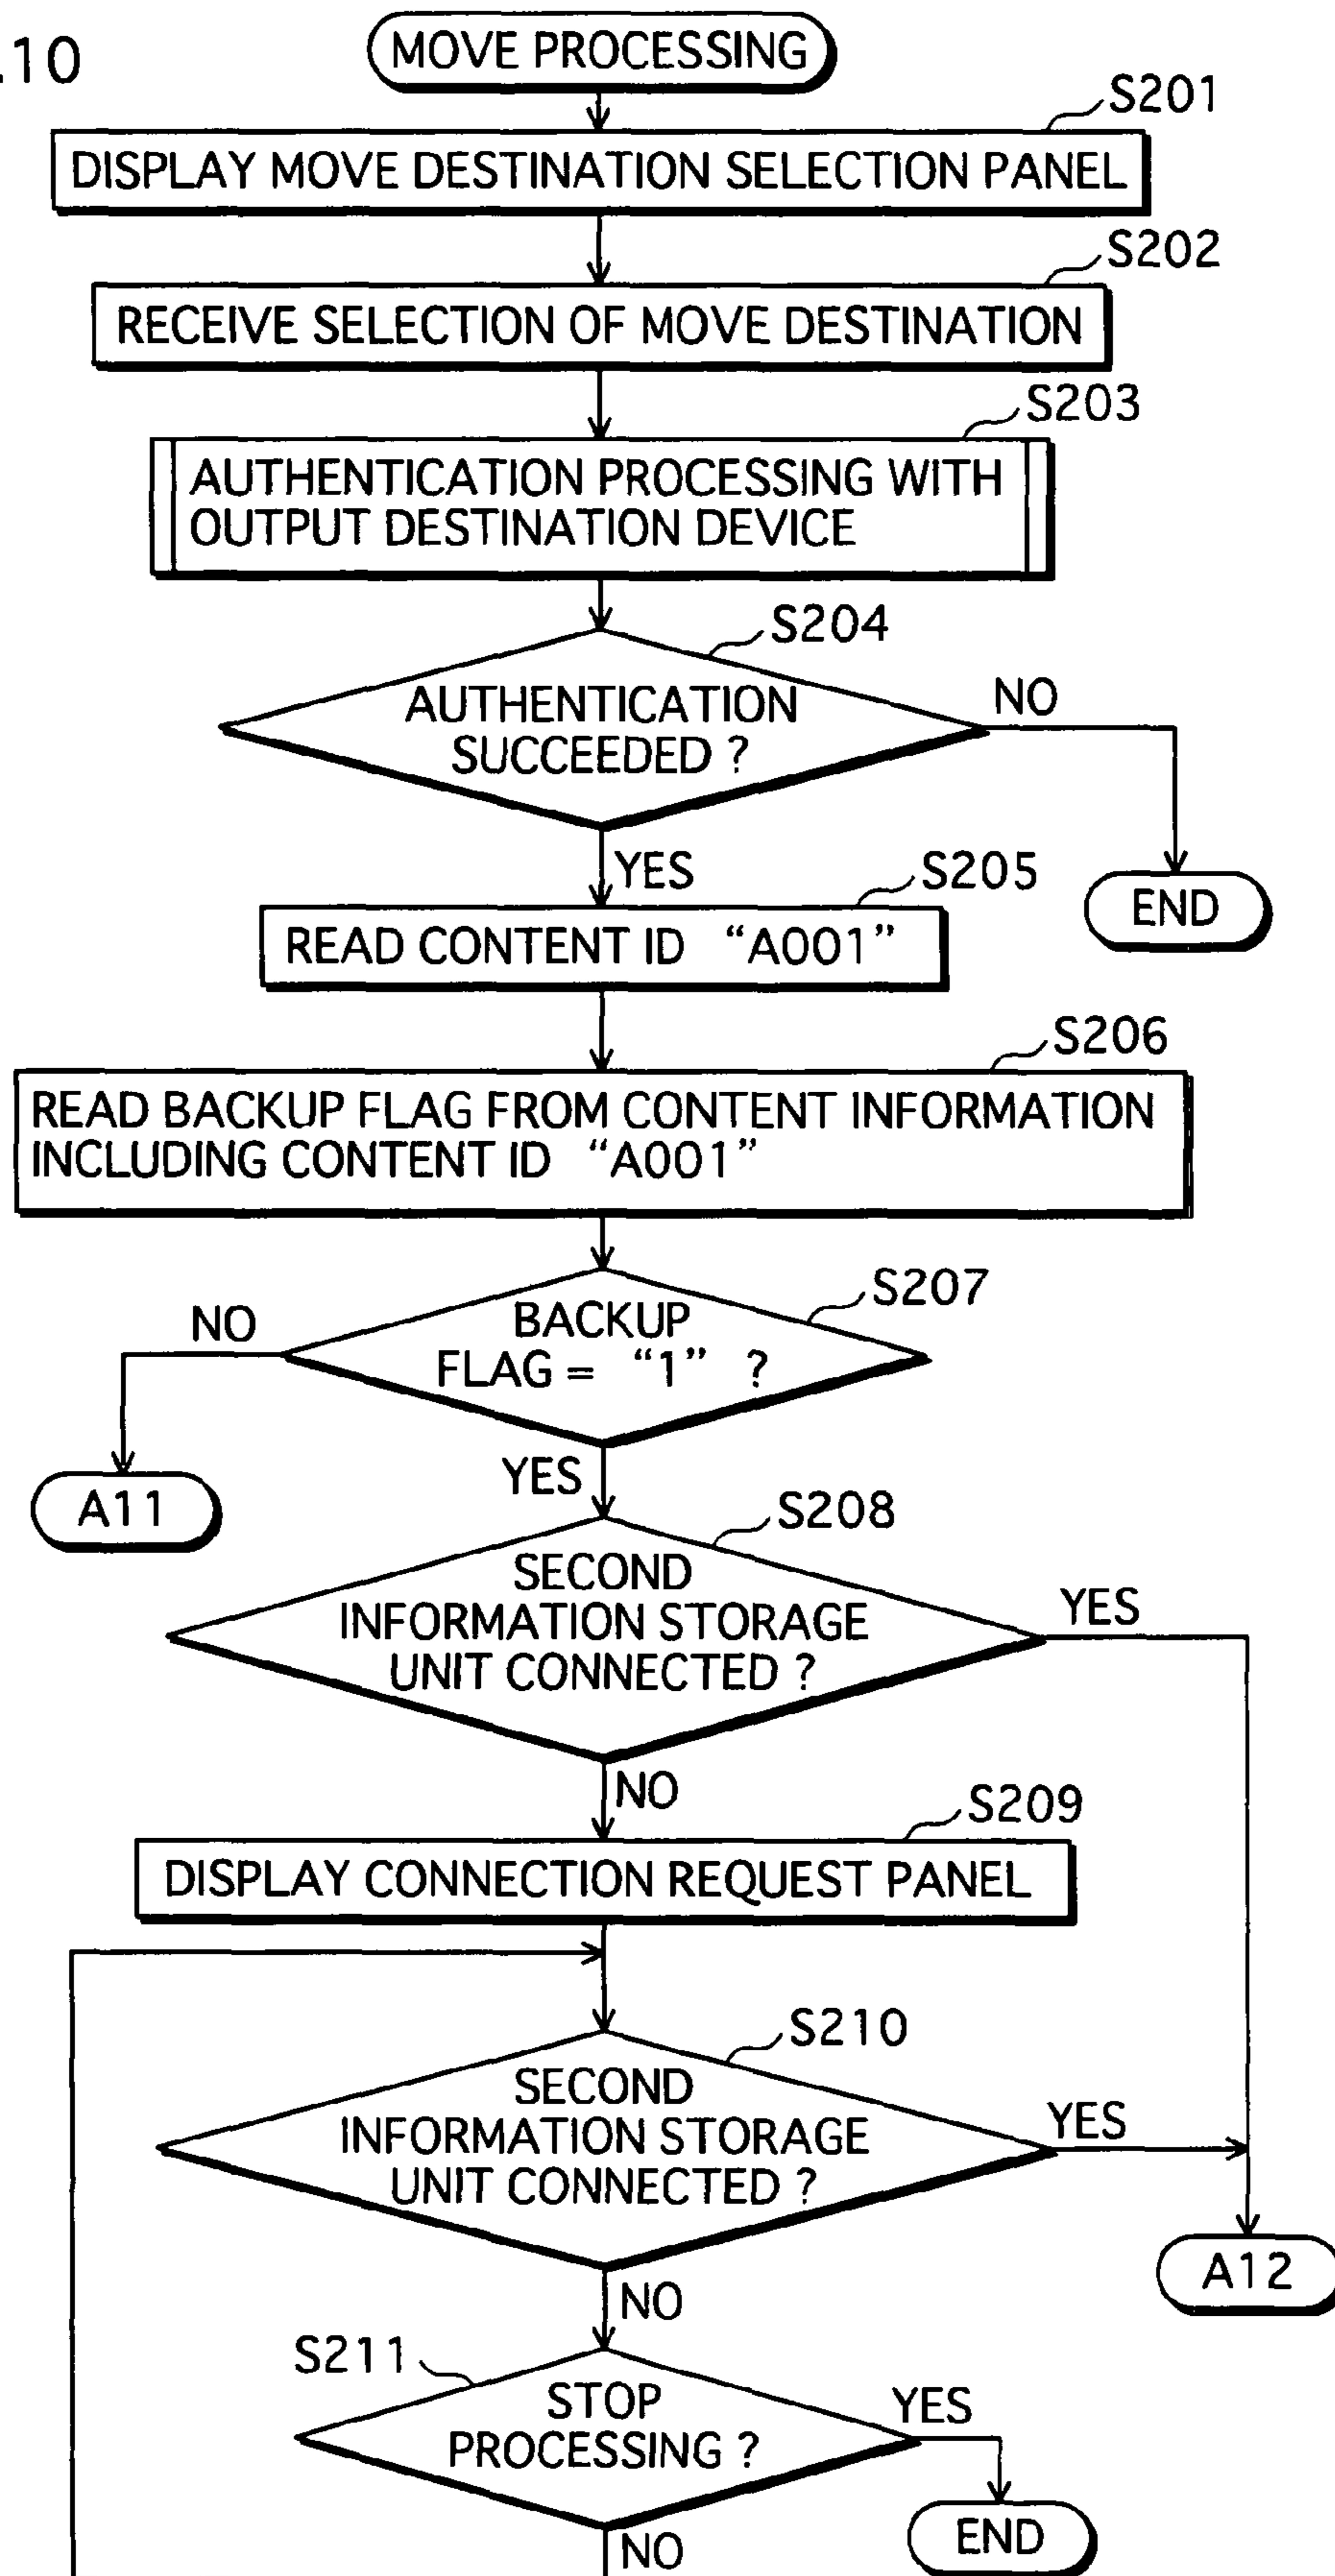 .10
MOVE PROCESSING
S201
DISPLAY MOVE DESTINATION SELECTION PANEL
S202
RECEIVE SELECTION OF MOVE DESTINATION
S203
AUTHENTICATION PROCESSING WITH
OUTPUT DESTINATION DEVICE
S204
AUTHENTICATION
SUCCEEDED ?
NO
YES
END
S205
READ CONTENT ID “A001”
S206
READ BACKUP FLAG FROM CONTENT INFORMATION
INCLUDING CONTENT ID “A001”
S207
BACKUP
FLAG = “1” ?
NO
A11
YES
S208
SECOND
INFORMATION STORAGE
UNIT CONNECTED ?
YES
NO
S209
DISPLAY CONNECTION REQUEST PANEL
S210
SECOND
INFORMATION STORAGE
UNIT CONNECTED ?
YES
A12
NO
S211
STOP
PROCESSING ?
YES
END
NO